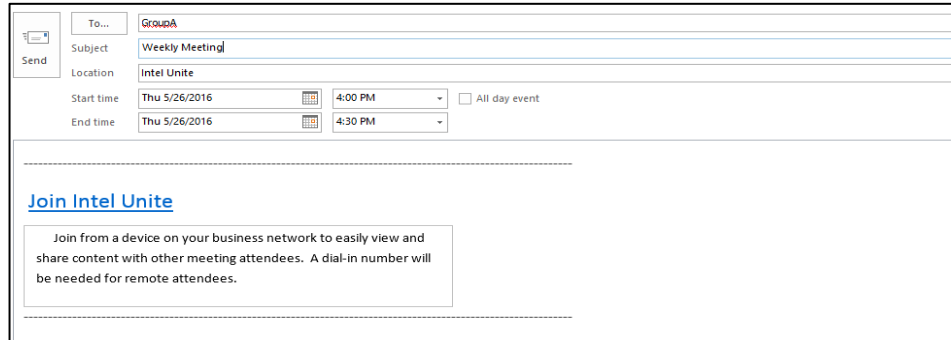 To... GroupA
Send
Subject Weekly Meeting
Location Intel Unite
Start time Thu 5/26/2016 4:00 PM All day event
End time Thu 5/26/2016 4:30 PM
Join Intel Unite
Join from a device on your business network to easily view and
share content with other meeting attendees. A dial-in number will
be needed for remote attendees.